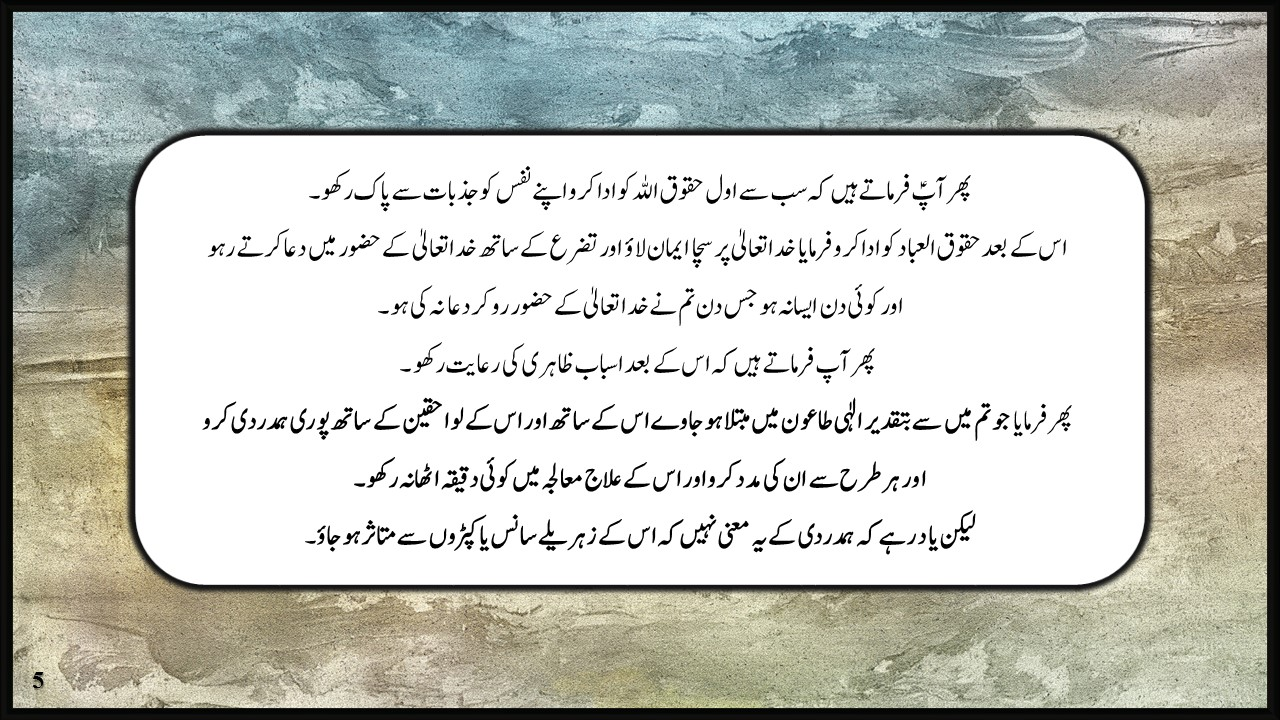 پھر آپؑ فرماتے ہیں کہ سب سے اول حقوق اللہ کو ادا کرو اپنے نفس کو جذبات سے پاک رکھو۔
اس کے بعد حقوق العباد کو ادا کرو فرمایا خدا تعالیٰ پر سچا ایمان لاؤ اور تضرع کے ساتھ خدا تعالیٰ کے حضور میں دعا کرتے رہو
اور کوئی دن ایسا نہ ہو جس دن تم نے خدا تعالیٰ کے حضور رو کر دعا نہ کی ہو۔
پھر آپ فرماتے ہیں کہ اس کے بعد اسباب ظاہری کی رعایت رکھو۔
پھر فرمایا جو تم میں سے بتقدیر الٰہی طاعون میں مبتلا ہو جاوے اس کے ساتھ اور اس کے لواحقین کے ساتھ پوری ہمدردی کرو
اور ہر طرح سے ان کی مدد کرو اور اس کے علاج معالجہ میں کوئی دقیقہ اٹھا نہ رکھو۔
لیکن یاد رہے کہ ہمدردی کے یہ معنی نہیں کہ اس کے زہریلے سانس یا کپڑوں سے متاثر ہو جاؤ۔
5